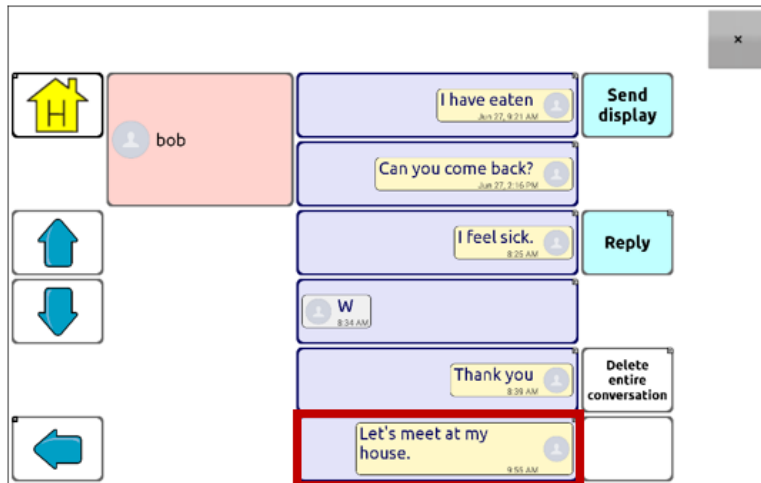 ×
H
bob
I have eaten
Jun 27, 9:21 AM
Send
display
Can you come back?
Jun 27, 2:16 PM
I feel sick.
8:25 AM
Reply
W
8:34 AM
Thank you
8:39 AM
Delete
entire
conversation
Let's meet at my
house.
9:55 AM